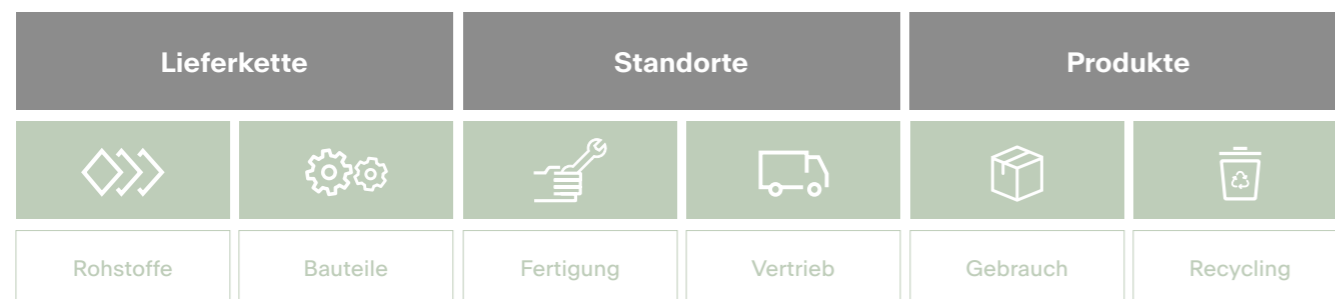 Lieferkette
Standorte
Produkte
Rohstoffe
Bauteile
Fertigung
Vertrieb
Gebrauch
Recycling